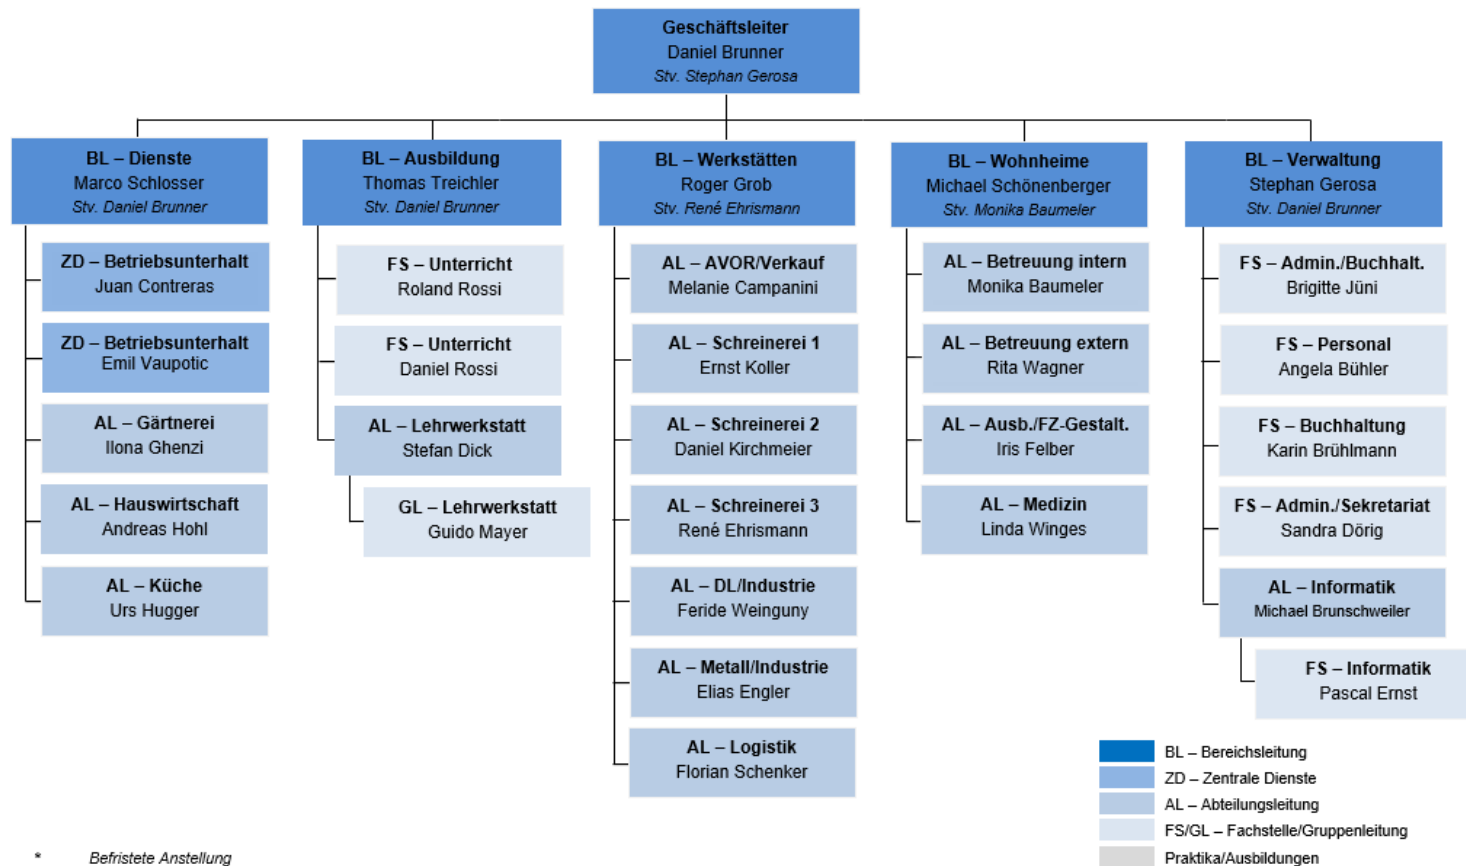 Geschäftsleiter
Daniel Brunner
Stv. Stephan Gerosa
BL – Dienste
Marco Schlosser
Stv. Daniel Brunner
ZD – Betriebsunterhalt
Juan Contreras
ZD – Betriebsunterhalt
Emil Vaupotic
AL – Gärtnerei
Ilona Ghenzi
AL – Hauswirtschaft
Andreas Hohl
AL – Küche
Urs Hugger
BL – Ausbildung
Thomas Treichler
Stv. Daniel Brunner
FS – Unterricht
Roland Rossi
FS – Unterricht
Daniel Rossi
AL – Lehrwerkstatt
Stefan Dick
GL – Lehrwerkstatt
Guido Mayer
BL – Werkstätten
Roger Grob
Stv. René Ehrismann
AL – AVOR/Verkauf
Melanie Campanini
AL – Schreinerei 1
Ernst Koller
AL – Schreinerei 2
Daniel Kirchmeier
AL – Schreinerei 3
René Ehrismann
AL – DL/Industrie
Feride Weinguny
AL – Metall/Industrie
Elias Engler
AL – Logistik
Florian Schenker
BL – Wohnheime
Michael Schönenberger
Stv. Monika Baumeler
AL – Betreuung intern
Monika Baumeler
AL – Betreuung extern
Rita Wagner
AL – Ausb./FZ-Gestalt.
Iris Felber
AL – Medizin
Linda Winges
BL – Verwaltung
Stephan Gerosa
Stv. Daniel Brunner
FS – Admin./Buchhalt.
Brigitte Jüni
FS – Personal
Angela Bühler
FS – Buchhaltung
Karin Brühlmann
FS – Admin./Sekretariat
Sandra Dörig
AL – Informatik
Michael Brunschweiler
FS – Informatik
Pascal Ernst
BL – Bereichsleitung
ZD – Zentrale Dienste
AL – Abteilungsleitung
FS/GL – Fachstelle/Gruppenleitung
Praktika/Ausbildungen
* Befristete Anstellung